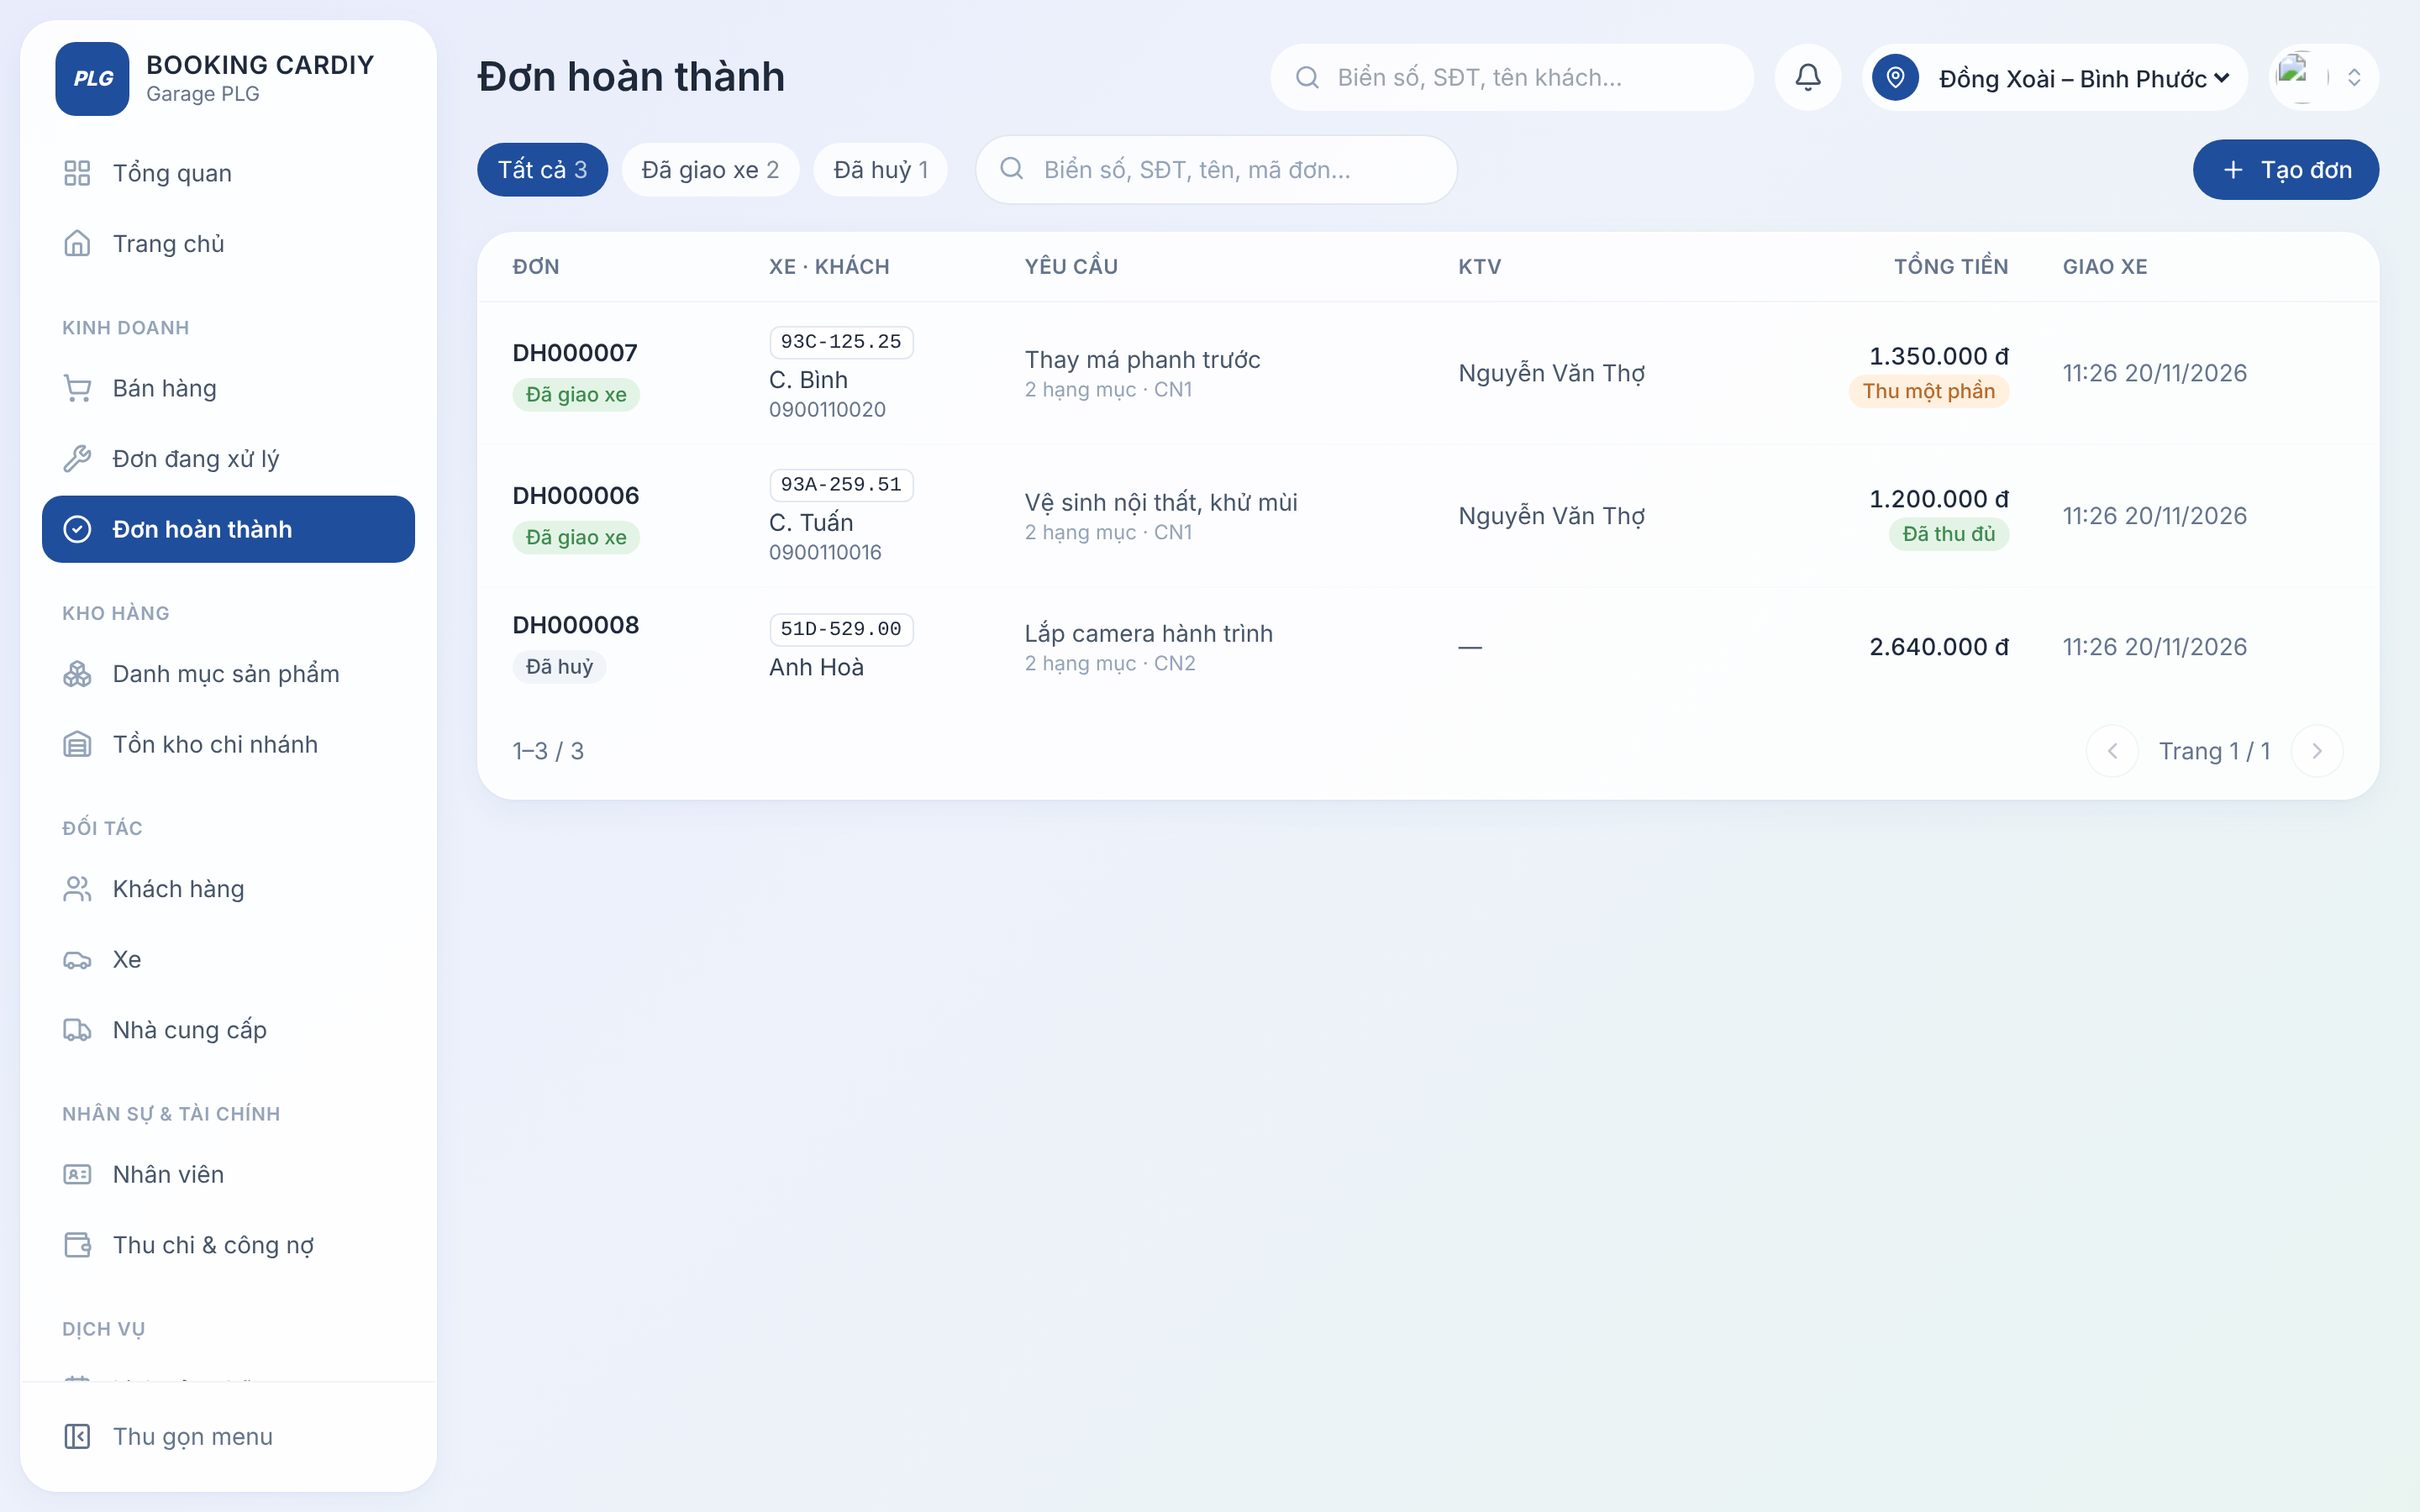 PLG
BOOKING CARDIY
Garage PLG
Tổng quan
Trang chủ
KINH DOANH
Bán hàng
Đơn đang xử lý
Đơn hoàn thành
KHO HÀNG
Danh mục sản phẩm
Tồn kho chi nhánh
ĐỐI TÁC
Khách hàng
Xe
Nhà cung cấp
NHÂN SỰ & TÀI CHÍNH
Nhân viên
Thu chi & công nợ
DỊCH VỤ
Thu gọn menu
Đơn hoàn thành
Biển số, SĐT, tên khách...
Đồng Xoài – Bình Phước
Tất cả 3
Đã giao xe 2
Đã huỷ 1
Biển số, SĐT, tên, mã đơn...
+ Tạo đơn
ĐƠN XE · KHÁCH YÊU CẦU KTV TỔNG TIỀN GIAO XE
DH000007
Đã giao xe
93C-125.25
C. Bình
0900110020
Thay má phanh trước
2 hạng mục · CN1
Nguyễn Văn Thợ
1.350.000 đ
Thu một phần
11:26 20/11/2026
DH000006
Đã giao xe
93A-259.51
C. Tuấn
0900110016
Vệ sinh nội thất, khử mùi
2 hạng mục · CN1
Nguyễn Văn Thợ
1.200.000 đ
Đã thu đủ
11:26 20/11/2026
DH000008
Đã huỷ
51D-529.00
Anh Hoà
Lắp camera hành trình
2 hạng mục · CN2
—
2.640.000 đ
11:26 20/11/2026
1–3 / 3
Trang 1 / 1